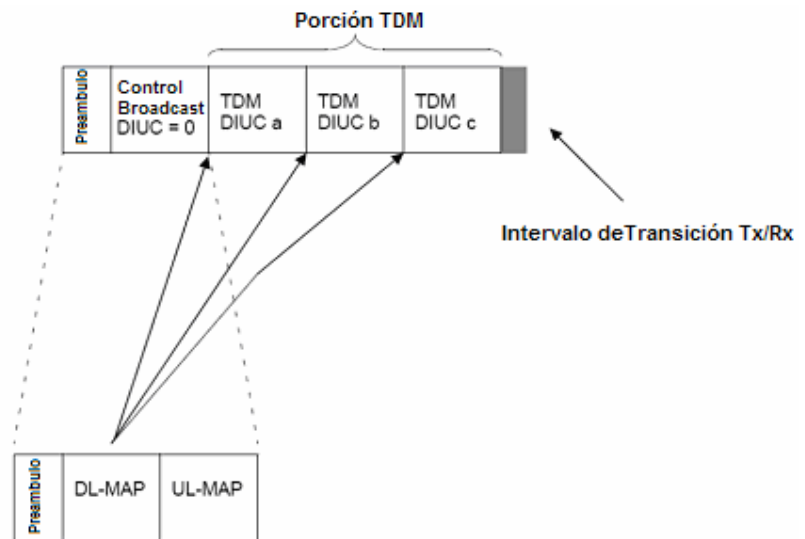 Porción TDM
Preambulo
Control
Broadcast
DIUC = 0
TDM
DIUC a
TDM
DIUC b
TDM
DIUC c
Intervalo deTransición Tx/Rx
Preambulo
DL-MAP
UL-MAP